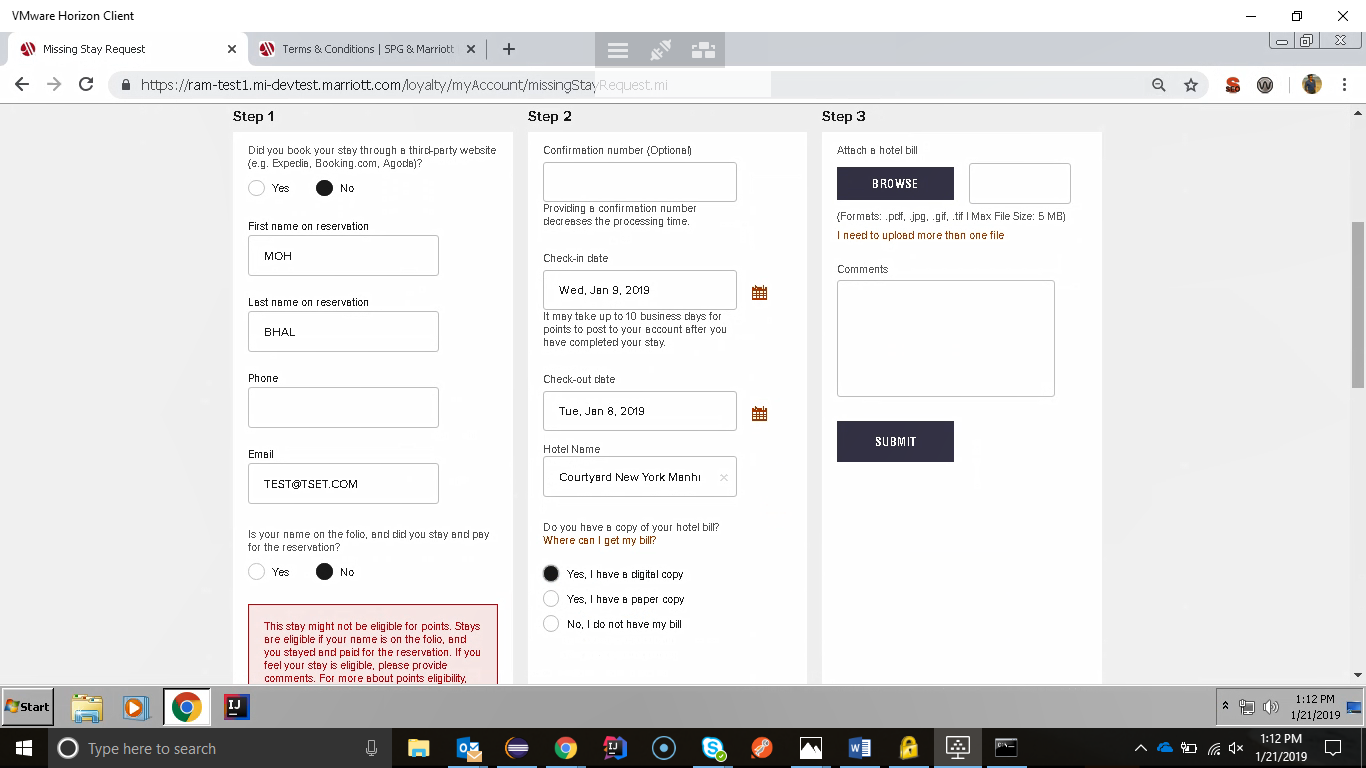 VMware Horizon Client
Missing Stay Request
Terms & Conditions | SPG & Marriott
https://ram-test1.mi-devtest.marriott.com/loyalty/myAccount/missingStayRequest.mi
Step 1
Did you book your stay through a third-party website
(e.g. Expedia, Booking.com, Agoda)?
Yes
No
First name on reservation
MOH
Last name on reservation
BHAL
Phone
Email
TEST@TSET.COM
Is your name on the folio, and did you stay and pay
for the reservation?
Yes
No
This stay might not be eligible for points. Stays
are eligible if your name is on the folio, and
you stayed and paid for the reservation. If you
feel your stay is eligible, please provide
comments. For more about points eligibility,
Step 2
Confirmation number (Optional)
Providing a confirmation number
decreases the processing time.
Check-in date
Wed, Jan 9, 2019
It may take up to 10 business days for
points to post to your account after you
have completed your stay.
Check-out date
Tue, Jan 8, 2019
Hotel Name
Courtyard New York Manh
Do you have a copy of your hotel bill?
Where can I get my bill?
Yes, I have a digital copy
Yes, I have a paper copy
No, I do not have my bill
Step 3
Attach a hotel bill
BROWSE
(Formats: .pdf, .jpg, .gif, .tif | Max File Size: 5 MB)
I need to upload more than one file
Comments
SUBMIT
Start
1:12 PM
1/21/2019
Type here to search
1:12 PM
1/21/2019